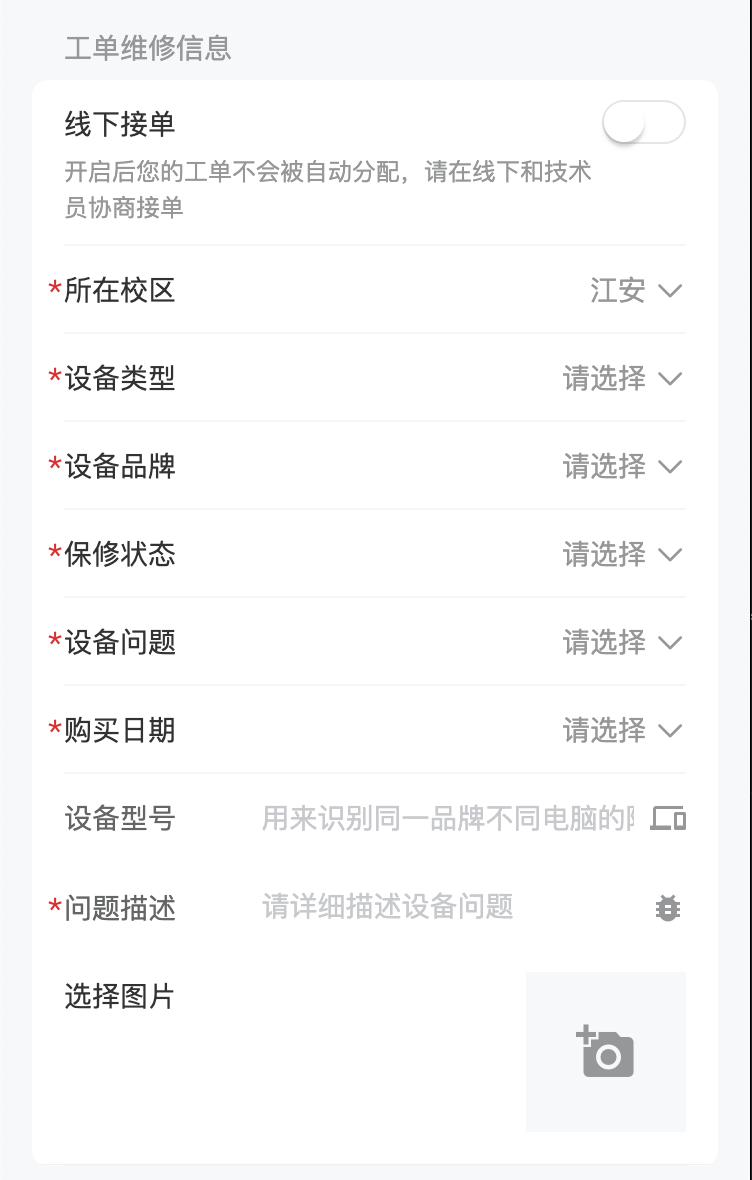 工单维修信息
线下接单
开启后您的工单不会被自动分配，请在线下和技术
员协商接单
*所在校区 江安
*设备类型 请选择
*设备品牌 请选择
*保修状态 请选择
*设备问题 请选择
*购买日期 请选择
设备型号 用来识别同一品牌不同电脑的
*问题描述 请详细描述设备问题
选择图片